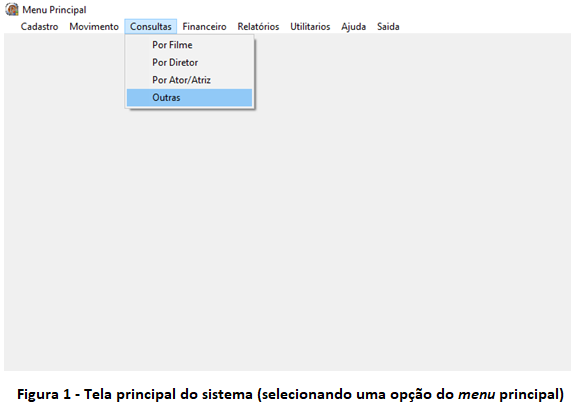 Menu Principal
Cadastro Movimento Consultas Financeiro Relatórios Utilitarios Ajuda Saida
Por Filme
Por Diretor
Por Ator/Atriz
Outras
Figura 1 - Tela principal do sistema (selecionando uma opção do menu principal)